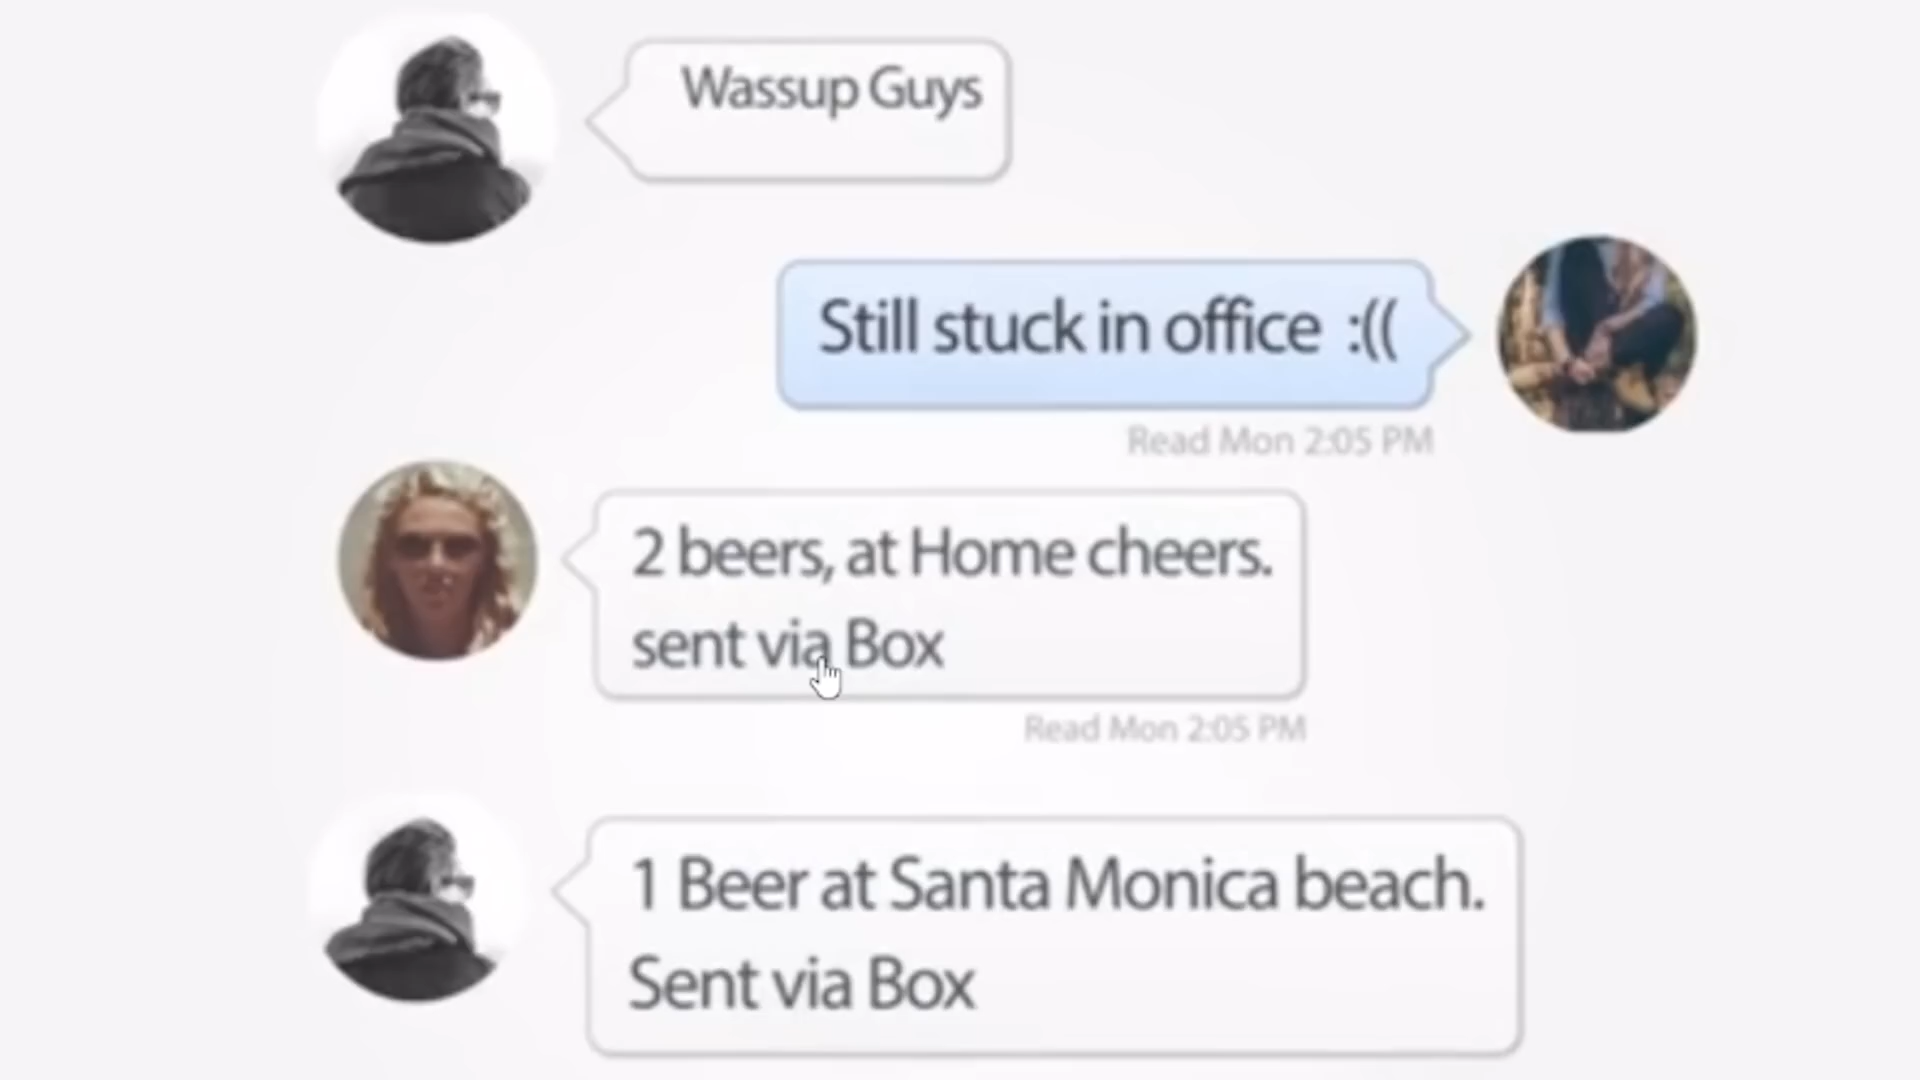 Wassup Guys
Still stuck in office :((
Read Mon 2:05 PM
2 beers, at Home cheers.
sent via Box
Read Mon 2:05 PM
1 Beer at Santa Monica beach.
Sent via Box